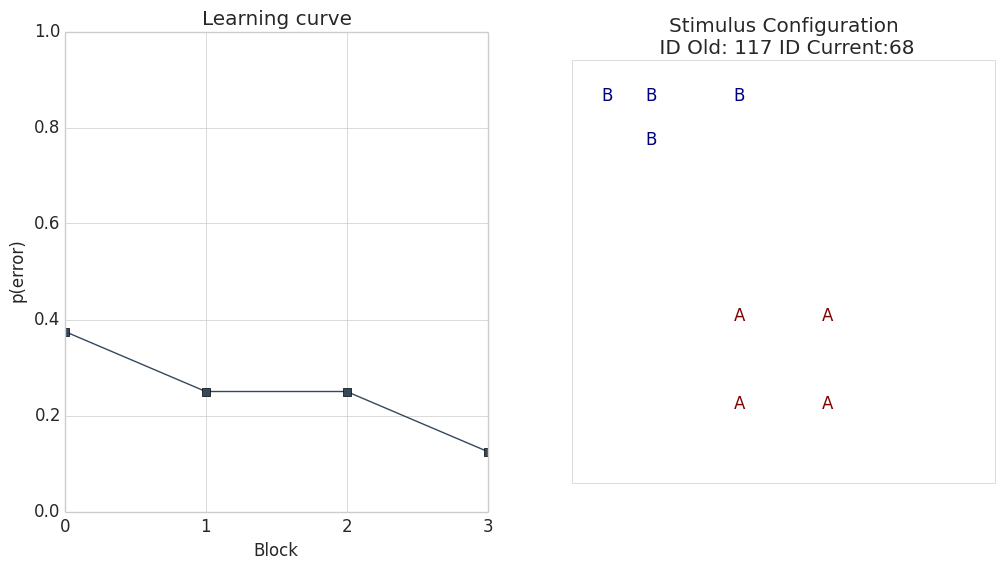 Learning curve
1.0
0.8
0.6
0.4
0.2
0.0
p(error)
0 1 2 3
Block
Stimulus Configuration
ID Old: 117 ID Current:68
B B B
B
A A
A A